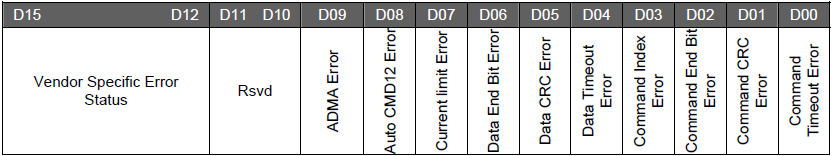 D15 D12 D11 D10 D09 D08 D07 D06 D05 D04 D03 D02 D01 D00
Vendor Specific Error
Status
Rsvd
ADMA Error
Auto CMD12 Error
Current limit Error
Data End Bit Error
Data CRC Error
Data Timeout
Error
Command Index
Error
Command End Bit
Error
Command CRC
Error
Command
Timeout Error